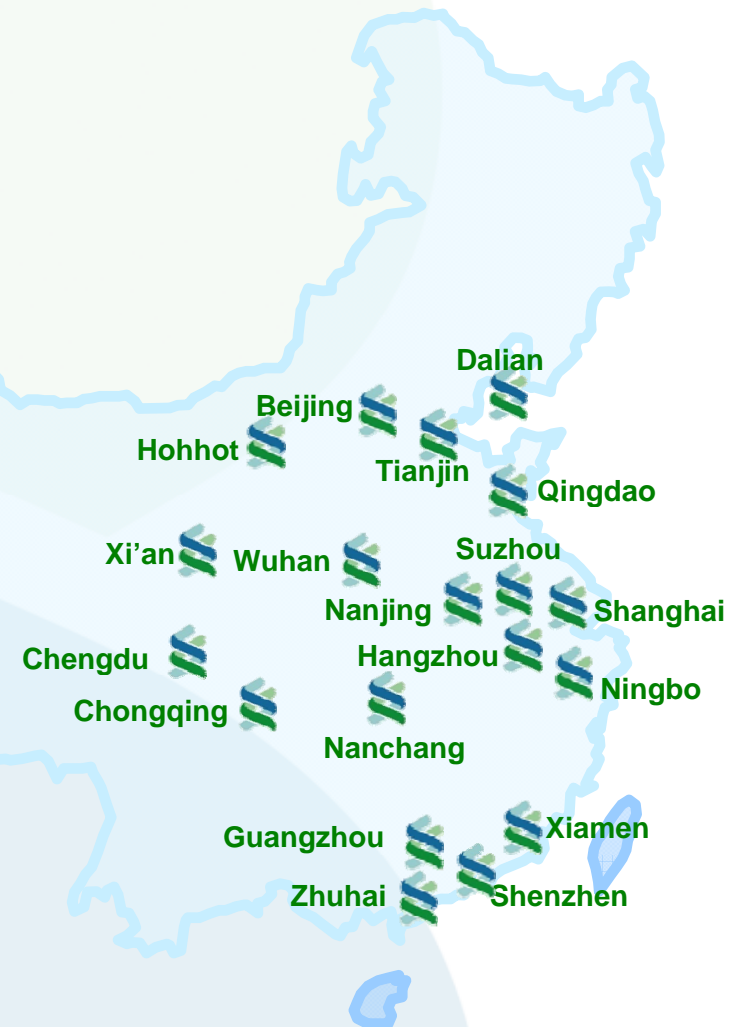 Dalian
Beijing
Hohhot
Tianjin
Qingdao
Suzhou
Xi’an
Wuhan
Nanjing
Shanghai
Chengdu
Hangzhou
Ningbo
Chongqing
Nanchang
Xiamen
Guangzhou
Zhuhai
Shenzhen